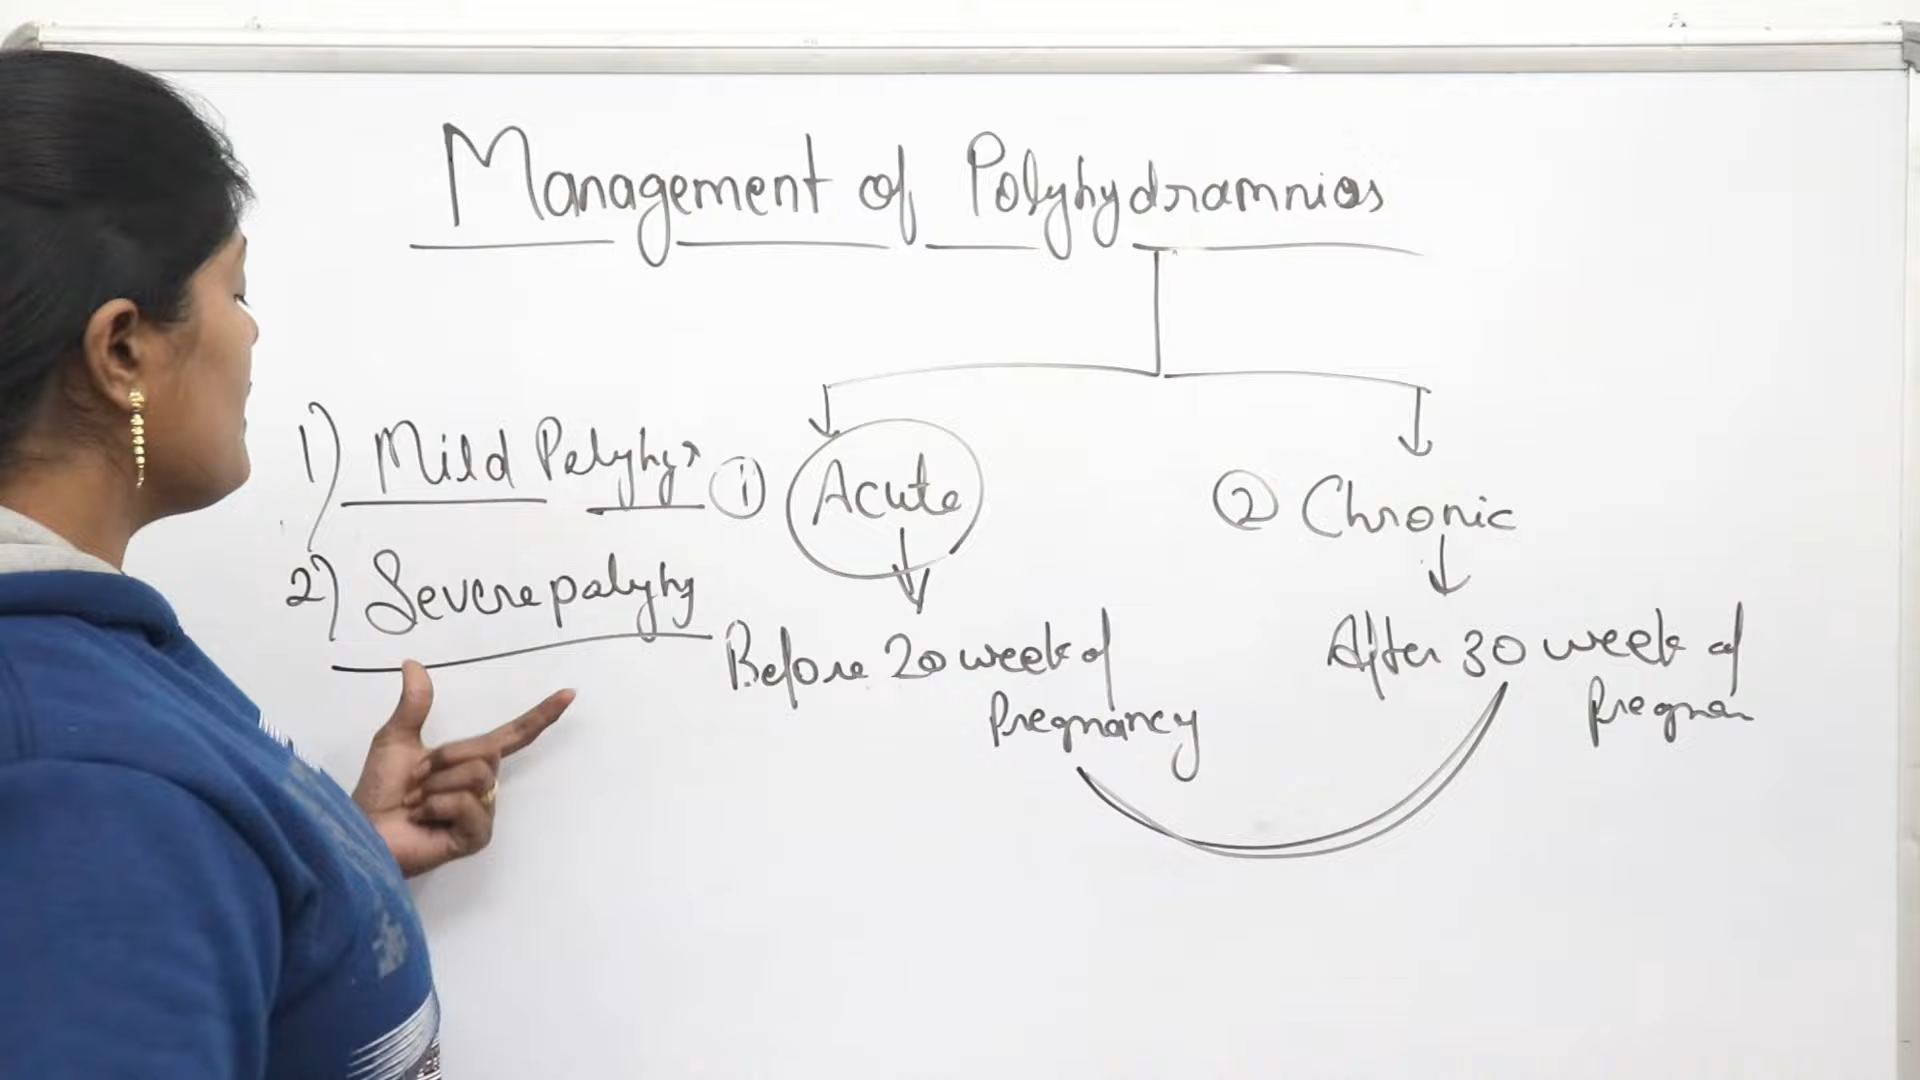 Management of Polyhydramnios
1) Mild Polyhy
2) Severe polyhy
① Acute
Before 20 week of
Pregnancy
② Chronic
After 30 week of
Pregnan